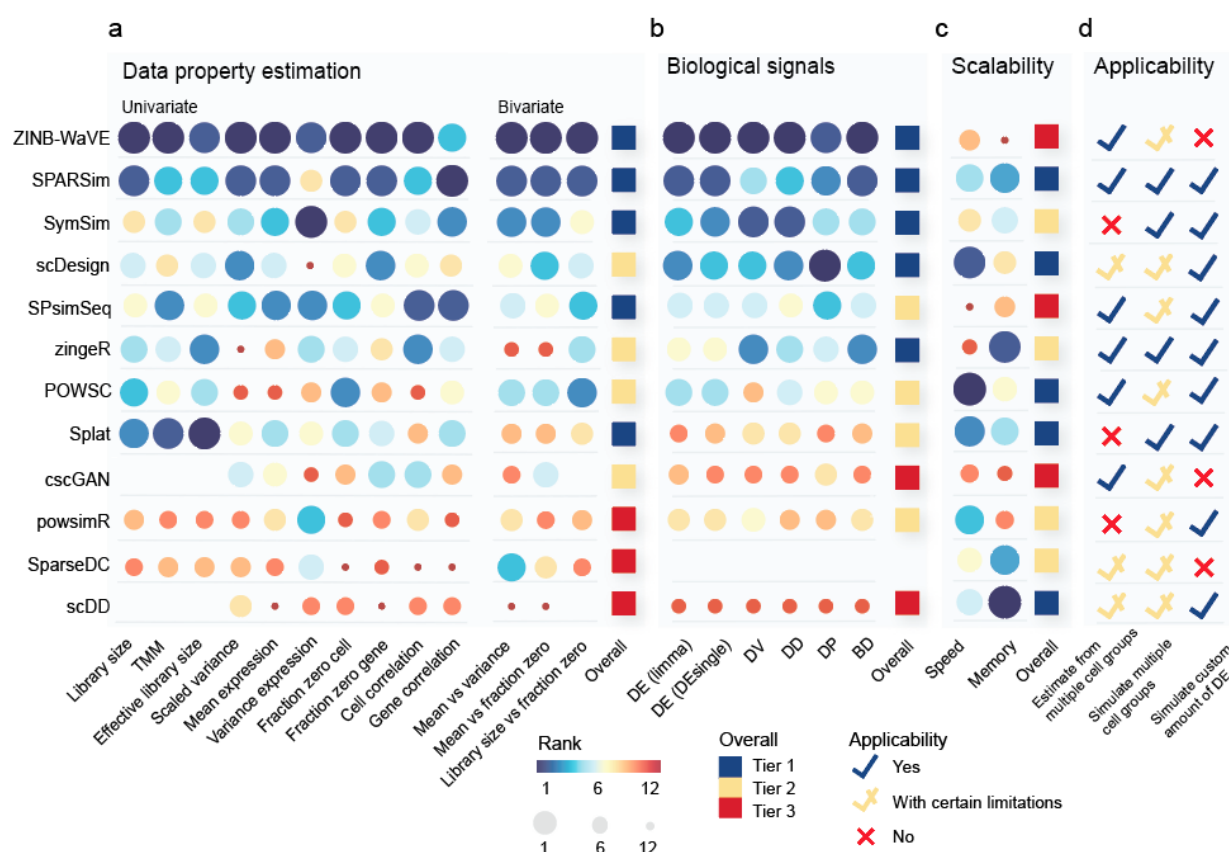 a b c d
Data property estimation Biological signals Scalability Applicability
Univariate Bivariate
ZINB-WaVE
SPARSim
SymSim
scDesign
SPsimSeq
zingeR
POWSC
Splat
cscGAN
powsimR
SparseDC
scDD
Library size
TMM
Effective library size
Scaled variance
Mean expression
Variance expression
Fraction zero cell
Fraction zero gene
Cell correlation
Gene correlation
Mean vs variance
Mean vs fraction zero
Library size vs fraction zero
Overall
DE (limma)
DE (DEsingle)
DV
DD
DP
BD
Overall
Speed
Memory
Overall
Estimate from
multiple cell groups
Simulate multiple
cell groups
Simulate custom
amount of DE
Rank
1 6 12
1 6 12
Overall
Tier 1
Tier 2
Tier 3
Applicability
Yes
With certain limitations
No